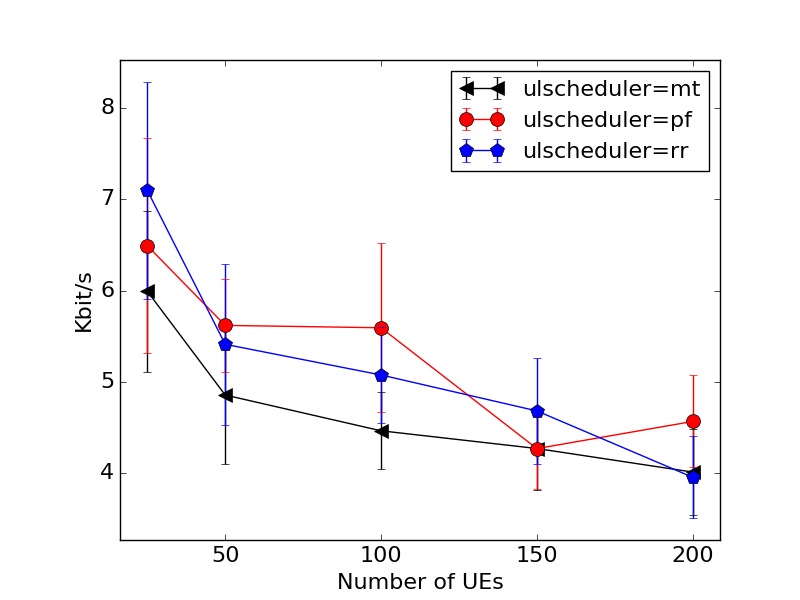 ulscheduler=mt
ulscheduler=pf
ulscheduler=rr
8
7
6
5
4
Kbit/s
50 100 150 200
Number of UEs